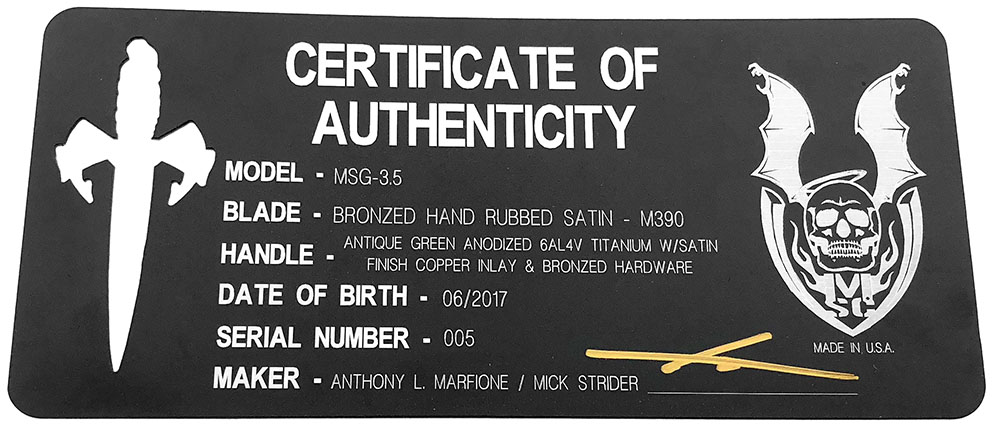 CERTIFICATE OF
AUTHENTICITY
MODEL - MSG-3.5
BLADE - BRONZED HAND RUBBED SATIN - M390
HANDLE - ANTIQUE GREEN ANODIZED 6AL4V TITANIUM W/SATIN
FINISH COPPER INLAY & BRONZED HARDWARE
DATE OF BIRTH - 06/2017
SERIAL NUMBER - 005
MAKER - ANTHONY L. MARFIONE / MICK STRIDER
MADE IN U.S.A.